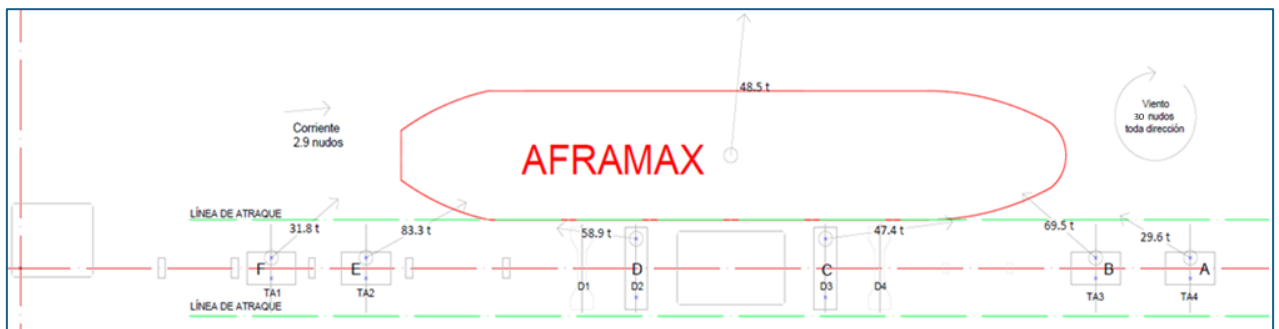 48.5 t
Corriente
2.9 nudos
Viento
30 nudos
toda dirección
AFRAMAX
LÍNEA DE ATRAQUE
31.8 t
83.3 t
58.9 t
47.4 t
69.5 t
29.6 t
F
E
D
C
B
A
TA1
TA2
D1
D2
D3
D4
TA3
TA4
LÍNEA DE ATRAQUE